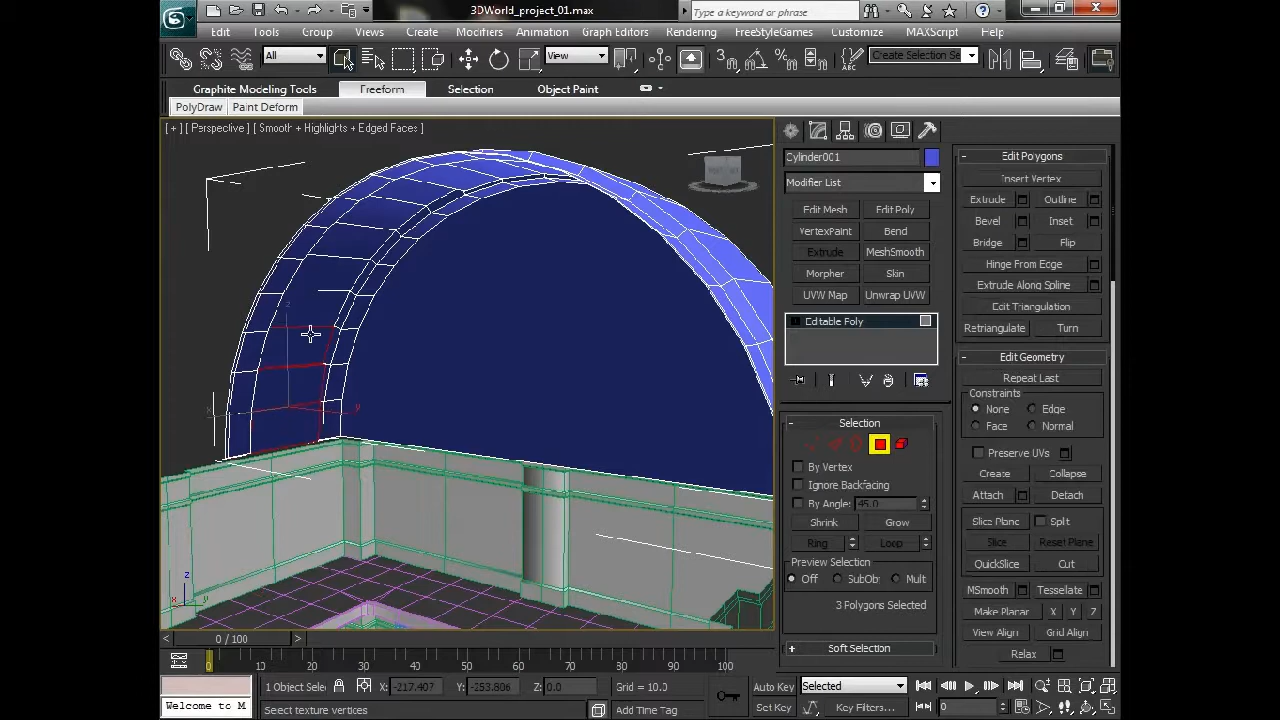 3DWorld_project_01.max
Type a keyword or phrase
Edit Tools Group Views Create Modifiers Animation Graph Editors Rendering FreeStyleGames Customize MAXScript Help
All View Create Selection Se
Graphite Modeling Tools Freeform Selection Object Paint
PolyDraw Paint Deform
[ + ] [ Perspective ] [ Smooth + Highlights + Edged Faces ]
Cylinder001
Modifier List
Edit Mesh Edit Poly
VertexPaint Bend
Extrude MeshSmooth
Morpher Skin
UVW Map Unwrap UVW
Editable Poly
Selection
By Vertex
Ignore Backfacing
By Angle: 45.0
Shrink Grow
Ring Loop
Preview Selection
Off SubObj Multi
3 Polygons Selected
Soft Selection
Edit Polygons
Insert Vertex
Extrude Outline
Bevel Inset
Bridge Flip
Hinge From Edge
Extrude Along Spline
Edit Triangulation
Retriangulate Turn
Edit Geometry
Repeat Last
Constraints
None Edge
Face Normal
Preserve UVs
Create Collapse
Attach Detach
Slice Plane Split
Slice Reset Plane
QuickSlice Cut
MSmooth Tesselate
Make Planar X Y Z
View Align Grid Align
Relax
z
x y
z
x y
< 0 / 100 >
0 10 20 30 40 50 60 70 80 90 100
1 Object Selec X: -217.407 Y: -253.806 Z: 0.0 Grid = 10.0 Auto Key Selected
Welcome to M Select texture vertices Add Time Tag Set Key Key Filters... 0